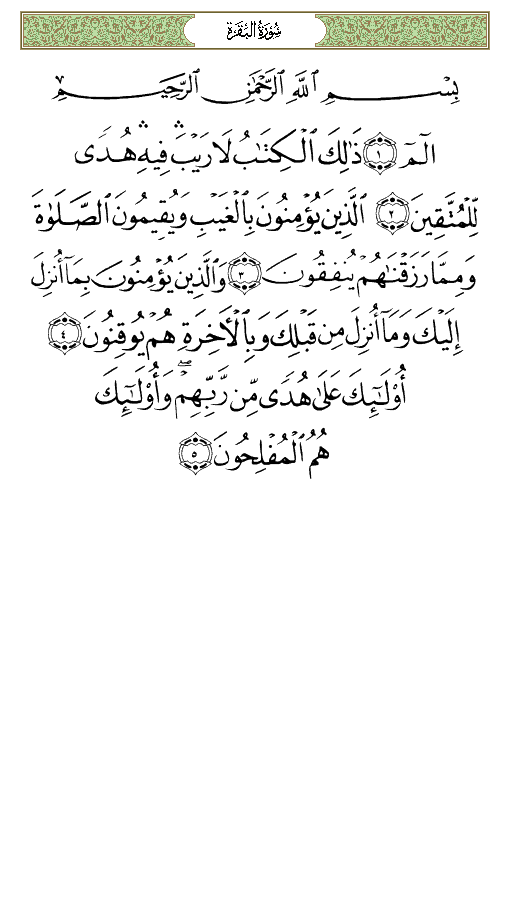 سُورَةُ الْبَقَرَةِ
بِسْمِ ٱللَّهِ ٱلرَّحْمَٰنِ ٱلرَّحِيمِ
الٓمٓ ۝١ ذَٰلِكَ ٱلْكِتَٰبُ لَا رَيْبَ ۛ فِيهِ ۛ هُدًى
لِّلْمُتَّقِينَ ۝٢ ٱلَّذِينَ يُؤْمِنُونَ بِٱلْغَيْبِ وَيُقِيمُونَ ٱلصَّلَوٰةَ
وَمِمَّا رَزَقْنَٰهُمْ يُنفِقُونَ ۝٣ وَٱلَّذِينَ يُؤْمِنُونَ بِمَآ أُنزِلَ
إِلَيْكَ وَمَآ أُنزِلَ مِن قَبْلِكَ وَبِٱلْأَخِرَةِ هُمْ يُوقِنُونَ ۝٤
أُوْلَٰٓئِكَ عَلَىٰ هُدًى مِّن رَّبِّهِمْ ۖ وَأُوْلَٰٓئِكَ
هُمُ ٱلْمُفْلِحُونَ ۝٥